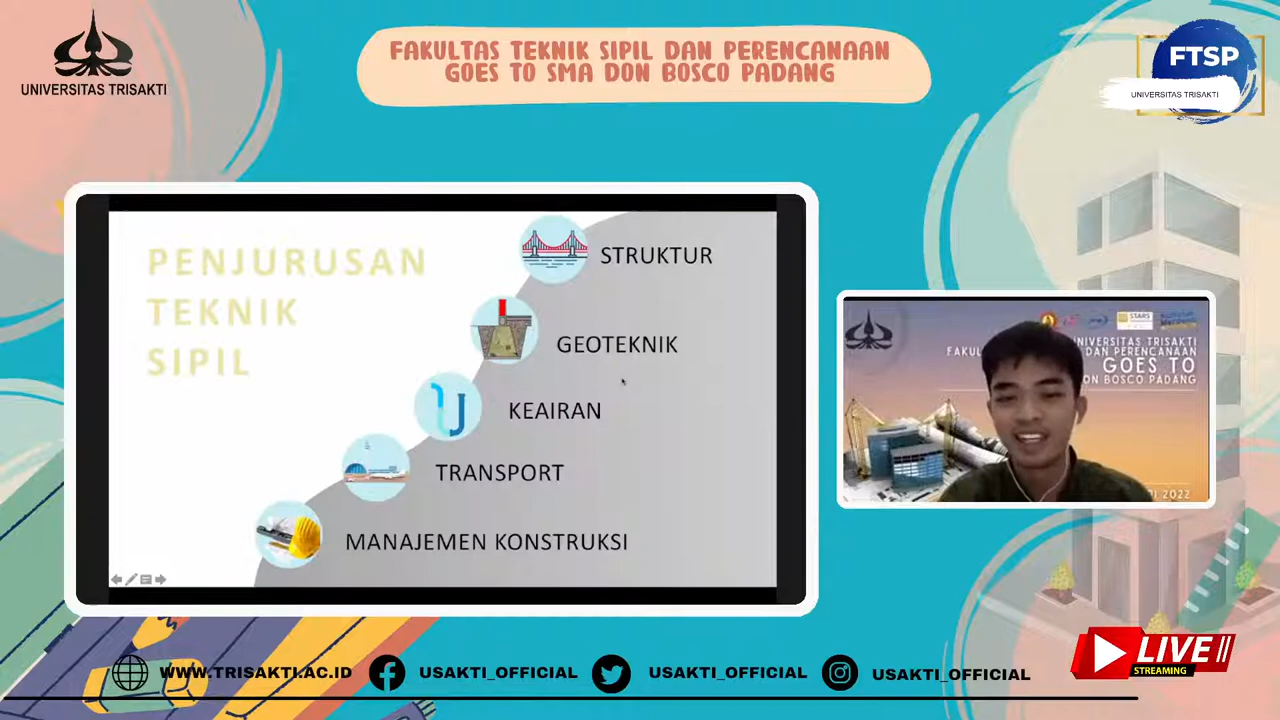 UNIVERSITAS TRISAKTI
FAKULTAS TEKNIK SIPIL DAN PERENCANAAN
GOES TO SMA DON BOSCO PADANG
FTSP
UNIVERSITAS TRISAKTI
PENJURUSAN
TEKNIK
SIPIL
STRUKTUR
GEOTEKNIK
KEAIRAN
TRANSPORT
MANAJEMEN KONSTRUKSI
STARS
UNIVERSITAS TRISAKTI
DAN PERENCANAAN
GOES TO
DON BOSCO PADANG
2022
WWW.TRISAKTI.AC.ID
USAKTI_OFFICIAL
USAKTI_OFFICIAL
USAKTI_OFFICIAL
LIVE
STREAMING